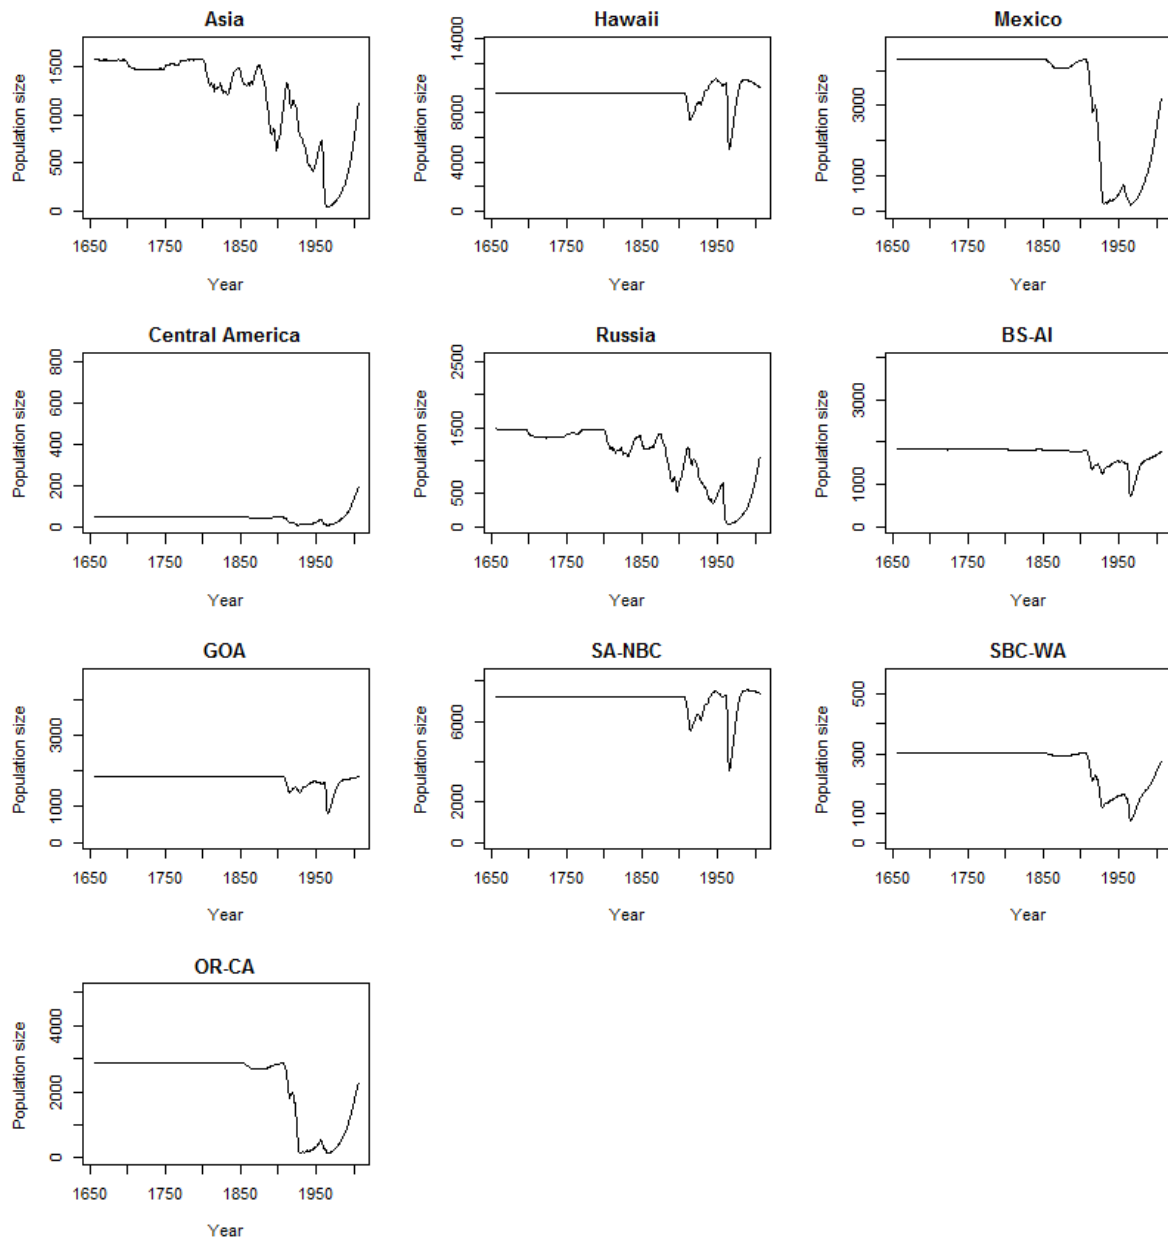 Asia
Population size
0 500 1000 1500
1650 1750 1850 1950
Year
Hawaii
Population size
0 4000 8000 14000
1650 1750 1850 1950
Year
Mexico
Population size
0 1000 3000
1650 1750 1850 1950
Year
Central America
Population size
0 200 400 600 800
1650 1750 1850 1950
Year
Russia
Population size
0 500 1500 2500
1650 1750 1850 1950
Year
BS-AI
Population size
0 1000 3000
1650 1750 1850 1950
Year
GOA
Population size
0 1000 3000
1650 1750 1850 1950
Year
SA-NBC
Population size
0 2000 6000
1650 1750 1850 1950
Year
SBC-WA
Population size
0 100 300 500
1650 1750 1850 1950
Year
OR-CA
Population size
0 2000 4000
1650 1750 1850 1950
Year